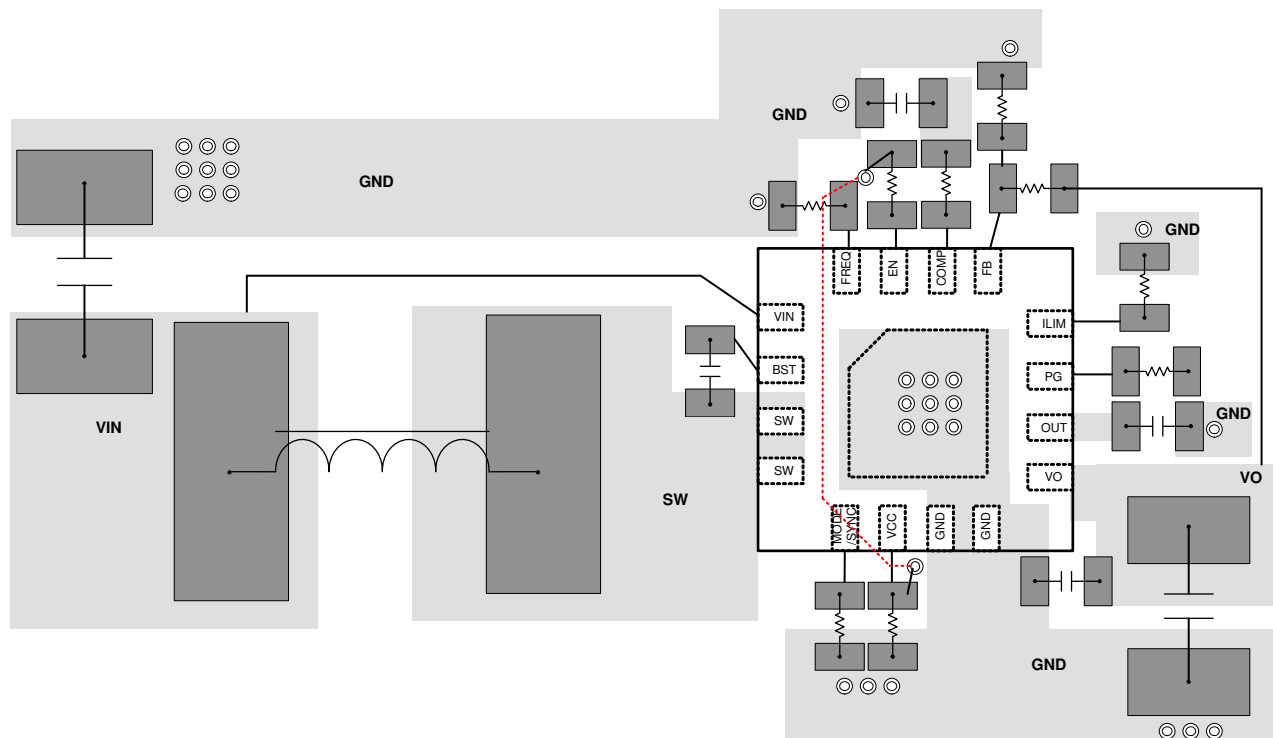 GND
GND
FREQ
EN
COMP
FB
GND
VIN
ILIM
BST
PG
SW
OUT
GND
VIN
SW
VO
VO
SW
MODE
/SYNC
VCC
GND
GND
GND